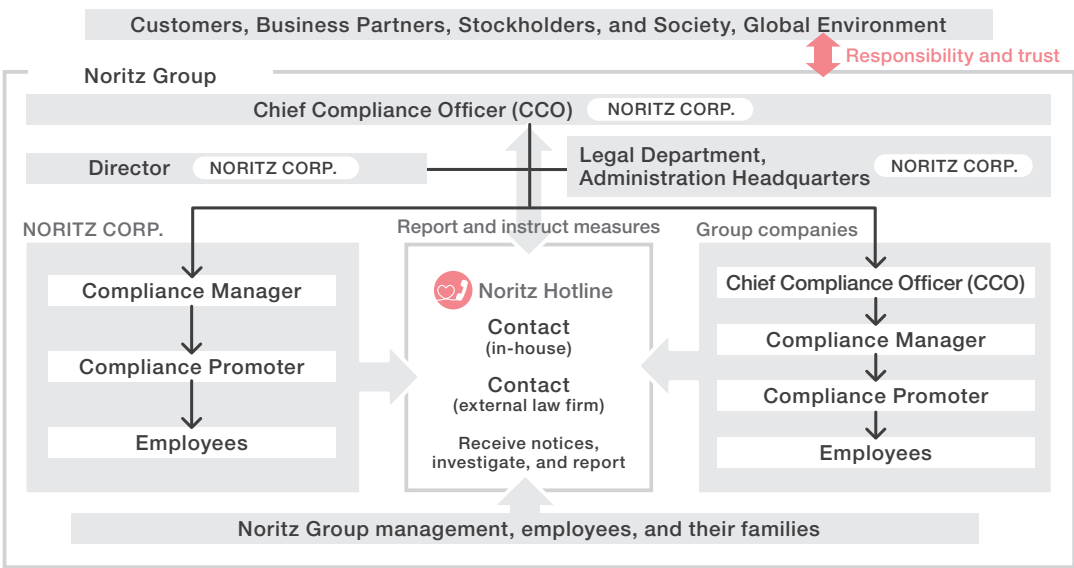 Customers, Business Partners, Stockholders, and Society, Global Environment
Responsibility and trust
Noritz Group
Chief Compliance Officer (CCO) NORITZ CORP.
Director NORITZ CORP.
Legal Department,
Administration Headquarters NORITZ CORP.
NORITZ CORP.
Compliance Manager
Compliance Promoter
Employees
Report and instruct measures
Noritz Hotline
Contact
(in-house)
Contact
(external law firm)
Receive notices,
investigate, and report
Group companies
Chief Compliance Officer (CCO)
Compliance Manager
Compliance Promoter
Employees
Noritz Group management, employees, and their families